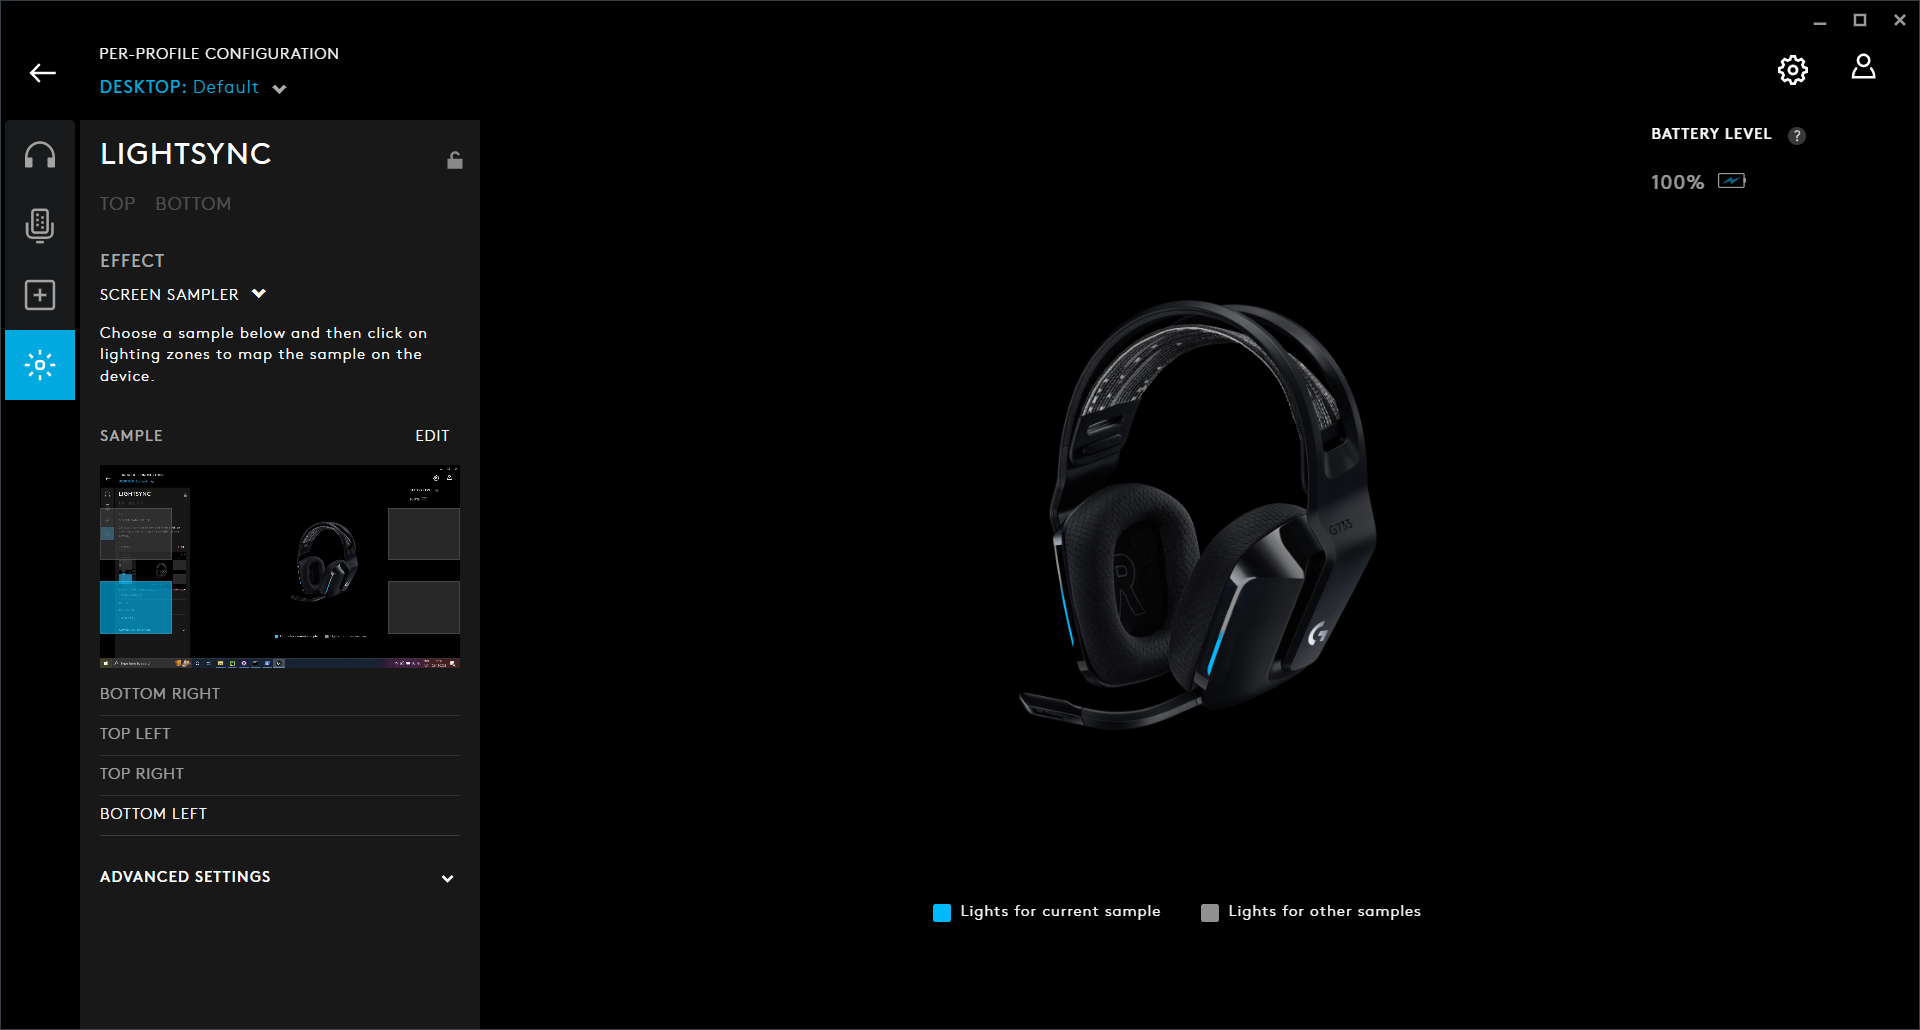 PER-PROFILE CONFIGURATION
DESKTOP: Default
LIGHTSYNC
TOP BOTTOM
EFFECT
SCREEN SAMPLER
Choose a sample below and then click on
lighting zones to map the sample on the
device.
SAMPLE EDIT
LIGHTSYNC
BOTTOM RIGHT
TOP LEFT
TOP RIGHT
BOTTOM LEFT
ADVANCED SETTINGS
BATTERY LEVEL ?
100%
R
G733
G
Lights for current sample
Lights for other samples